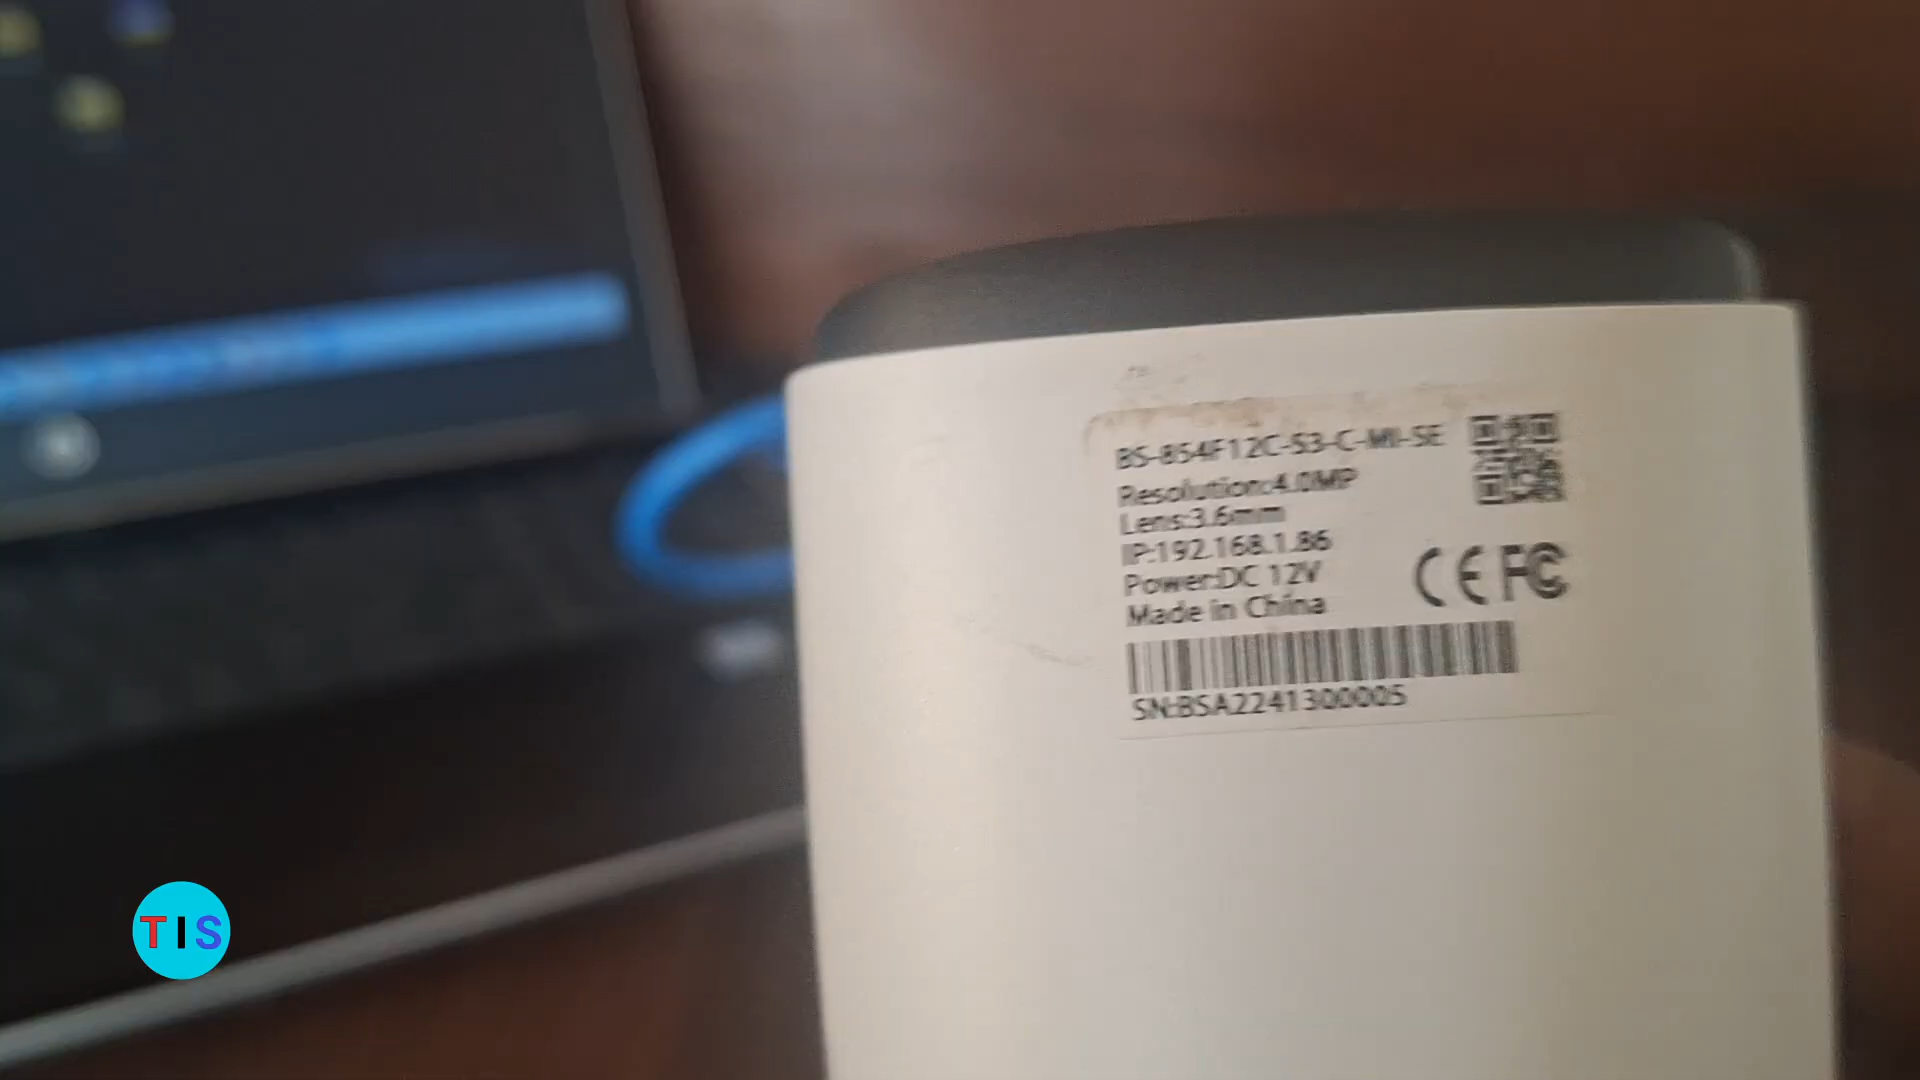 BS-854F12C-S3-C-MI-SE
Resolution:4.0MP
Lens:3.6mm
IP:192.168.1.86
Power:DC 12V
Made in China
CE FC
SN:BSA2241300005
TIS